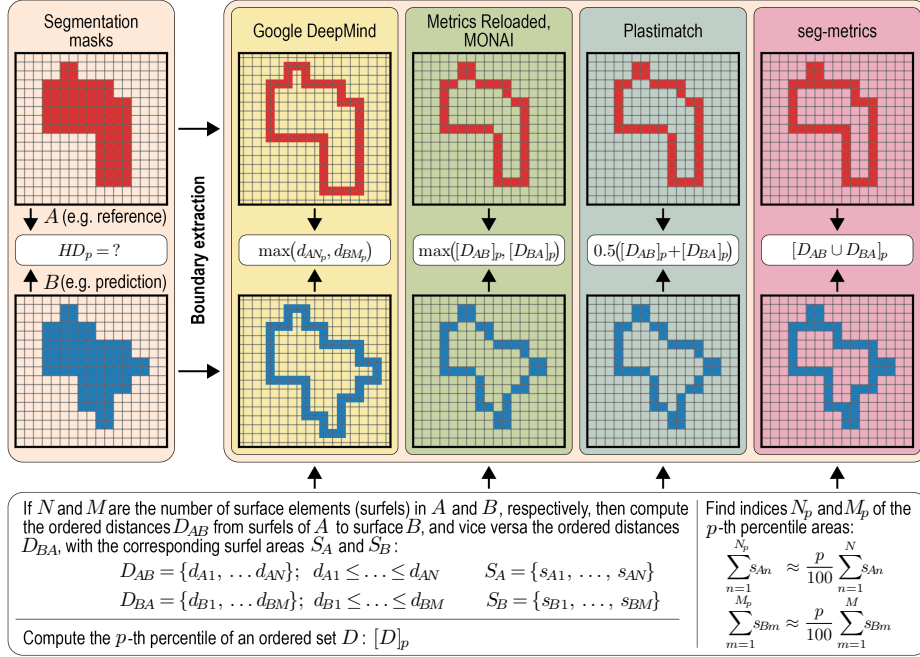 Segmentation
masks
Google DeepMind
Metrics Reloaded,
MONAI
Plastimatch
seg-metrics
A (e.g. reference)
HD_p = ?
B (e.g. prediction)
Boundary extraction
max(d_{AN_p}, d_{BM_p})
max([D_{AB}]_p, [D_{BA}]_p)
0.5([D_{AB}]_p+[D_{BA}]_p)
[D_{AB} ∪ D_{BA}]_p
If N and M are the number of surface elements (surfels) in A and B, respectively, then compute
the ordered distances D_{AB} from surfels of A to surface B, and vice versa the ordered distances
D_{BA}, with the corresponding surfel areas S_A and S_B:
D_{AB} = {d_{A1}, … d_{AN}}; d_{A1} ≤ … ≤ d_{AN} S_A = {s_{A1}, … , s_{AN}}
D_{BA} = {d_{B1}, … d_{BM}}; d_{B1} ≤ … ≤ d_{BM} S_B = {s_{B1}, … , s_{BM}}
Compute the p-th percentile of an ordered set D: [D]_p
Find indices N_p and M_p of the
p-th percentile areas:
∑_{n=1}^{N_p} s_{An} ≈ \frac{p}{100} ∑_{n=1}^{N} s_{An}
∑_{m=1}^{M_p} s_{Bm} ≈ \frac{p}{100} ∑_{m=1}^{M} s_{Bm}